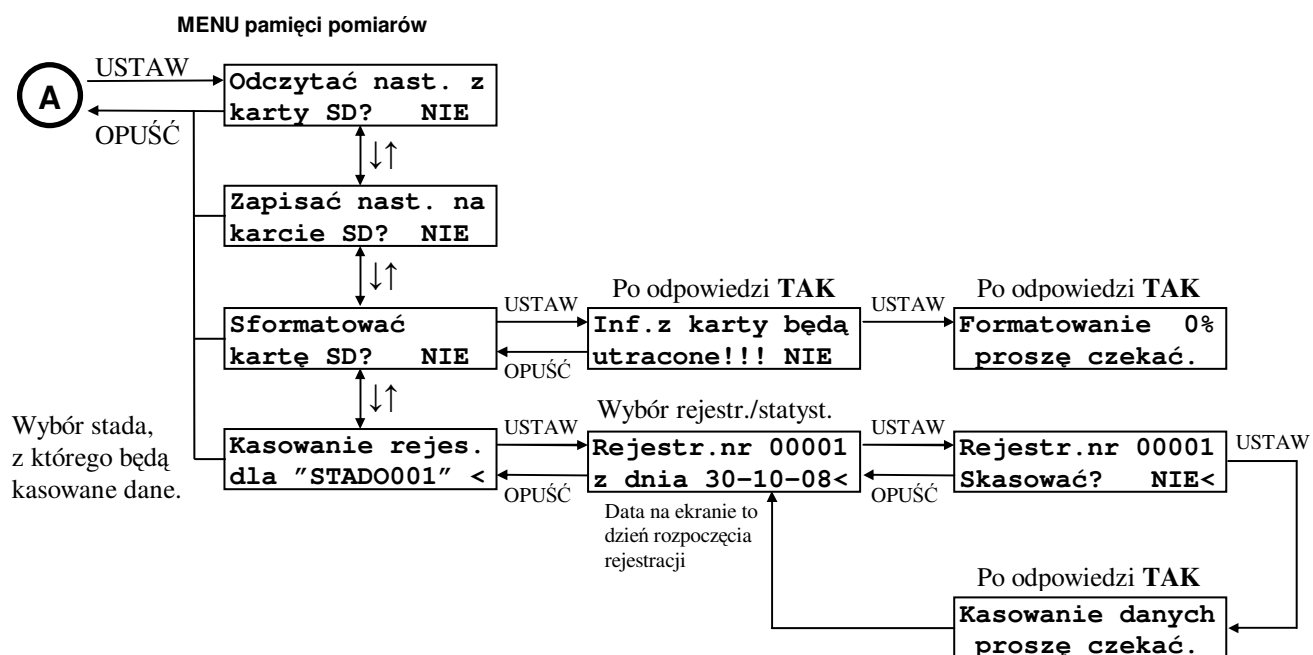 MENU pamięci pomiarów
USTAW
A
OPUŚĆ
Odczytać nast. z
karty SD? NIE
↓↑
Zapisać nast. na
karcie SD? NIE
↓↑
Sformatować
kartę SD? NIE
USTAW
OPUŚĆ
Po odpowiedzi TAK
Inf.z karty będą
utracone!!! NIE
USTAW
Po odpowiedzi TAK
Formatowanie 0%
proszę czekać.
↓↑
Wybór stada,
z którego będą
kasowane dane.
Kasowanie rejes.
dla ”STADO001” <
USTAW
OPUŚĆ
Wybór rejestr./statyst.
Rejestr.nr 00001
z dnia 30-10-08<
Data na ekranie to
dzień rozpoczęcia
rejestracji
USTAW
OPUŚĆ
Rejestr.nr 00001
Skasować? NIE<
USTAW
Po odpowiedzi TAK
Kasowanie danych
proszę czekać.